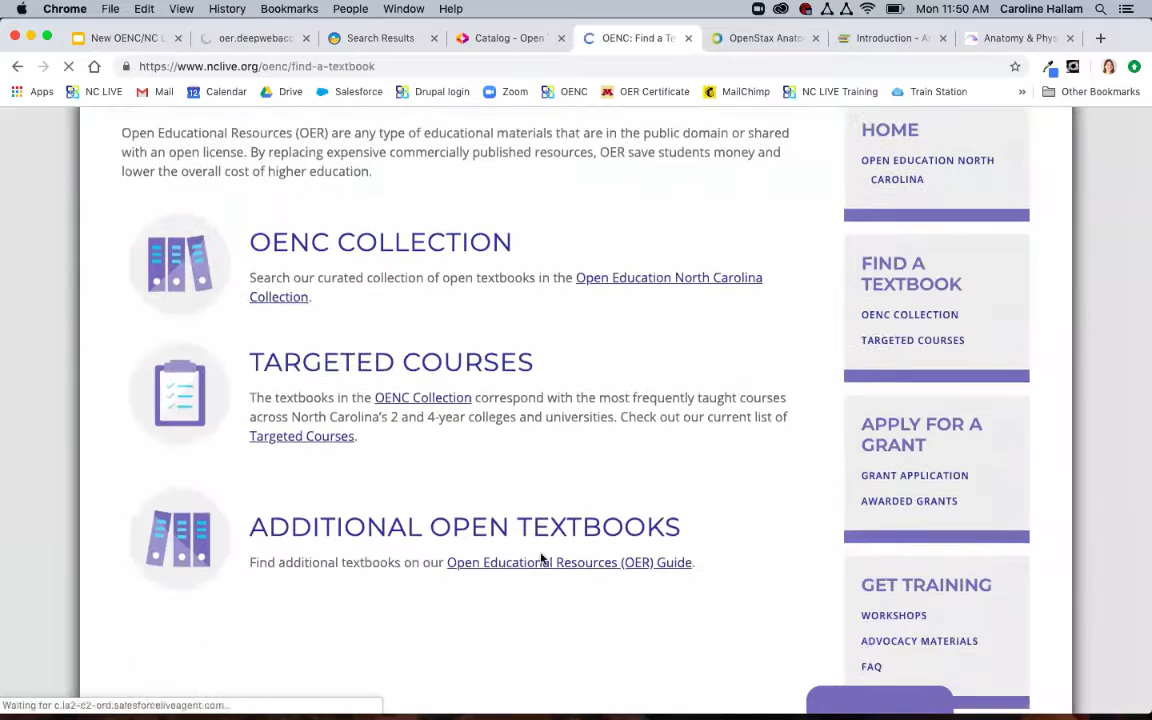 Chrome File Edit View History Bookmarks People Window Help Mon 11:50 AM Caroline Hallam
New OENC/NC L oer.deepwebacc Search Results Catalog - Open OENC: Find a Te OpenStax Anato Introduction - A Anatomy & Phys
https://www.nclive.org/oenc/find-a-textbook
Apps NC LIVE Mail Calendar Drive Salesforce Drupal login Zoom OENC OER Certificate MailChimp NC LIVE Training Train Station » Other Bookmarks
Open Educational Resources (OER) are any type of educational materials that are in the public domain or shared
with an open license. By replacing expensive commercially published resources, OER save students money and
lower the overall cost of higher education.
OENC COLLECTION
Search our curated collection of open textbooks in the Open Education North Carolina
Collection.
TARGETED COURSES
The textbooks in the OENC Collection correspond with the most frequently taught courses
across North Carolina's 2 and 4-year colleges and universities. Check out our current list of
Targeted Courses.
ADDITIONAL OPEN TEXTBOOKS
Find additional textbooks on our Open Educational Resources (OER) Guide.
HOME
OPEN EDUCATION NORTH
CAROLINA
FIND A
TEXTBOOK
OENC COLLECTION
TARGETED COURSES
APPLY FOR A
GRANT
GRANT APPLICATION
AWARDED GRANTS
GET TRAINING
WORKSHOPS
ADVOCACY MATERIALS
FAQ
Waiting for c.la2-c2-ord.salesforceliveagent.com...